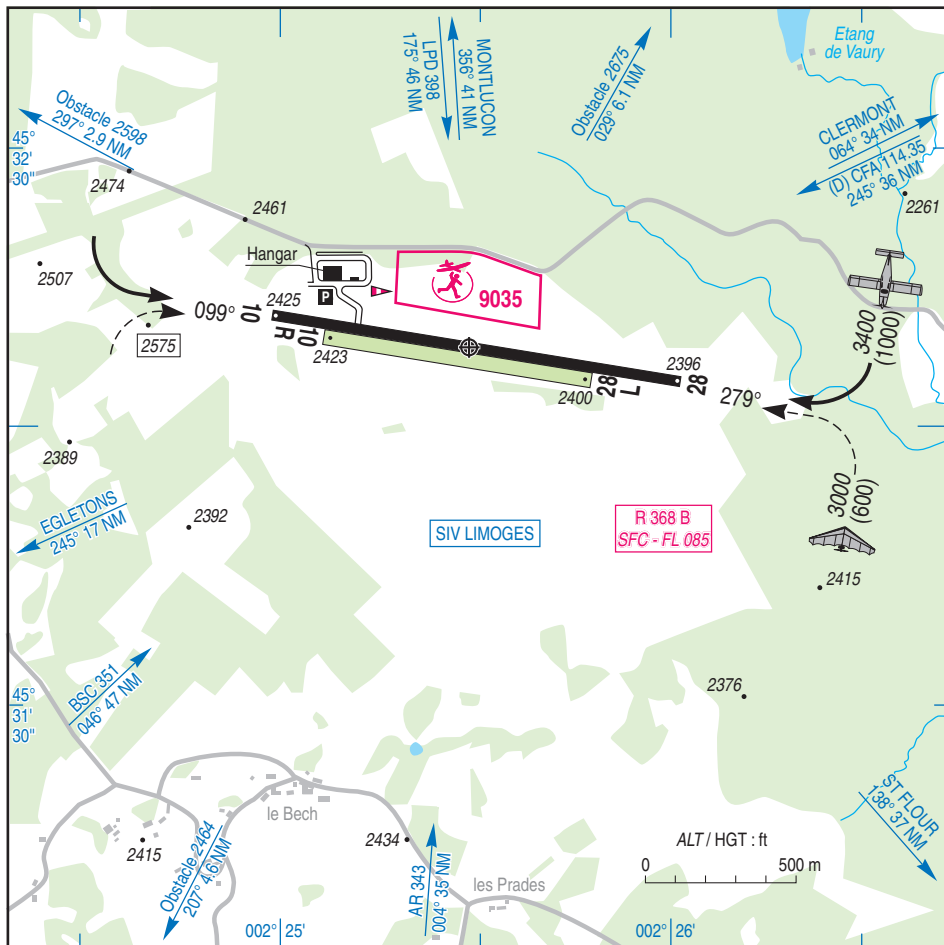 Etang
de Vaury
MONTLUCON
356° 41 NM
LPD 398
175° 46 NM
Obstacle 2675
029° 6.1 NM
Obstacle 2598
297° 2.9 NM
CLERMONT
064° 34 NM
(D) CFA 114.35
245° 36 NM
45°
32'
30"
2474
2461
2261
2507
Hangar
P
9035
2425
099°
10
10
R
2423
2575
3400
(1000)
2396
2400
28
L
28
279°
2389
3000
(600)
2392
EGLETONS
245° 17 NM
SIV LIMOGES
R 368 B
SFC - FL 085
2415
BSC 351
046° 47 NM
2376
45°
31'
30"
ST FLOUR
138° 37 NM
le Bech
2415
Obstacle 2464
207° 4.6 NM
2434
AR 343
004° 35 NM
les Prades
ALT / HGT : ft
0 500 m
002° 25'
002° 26'